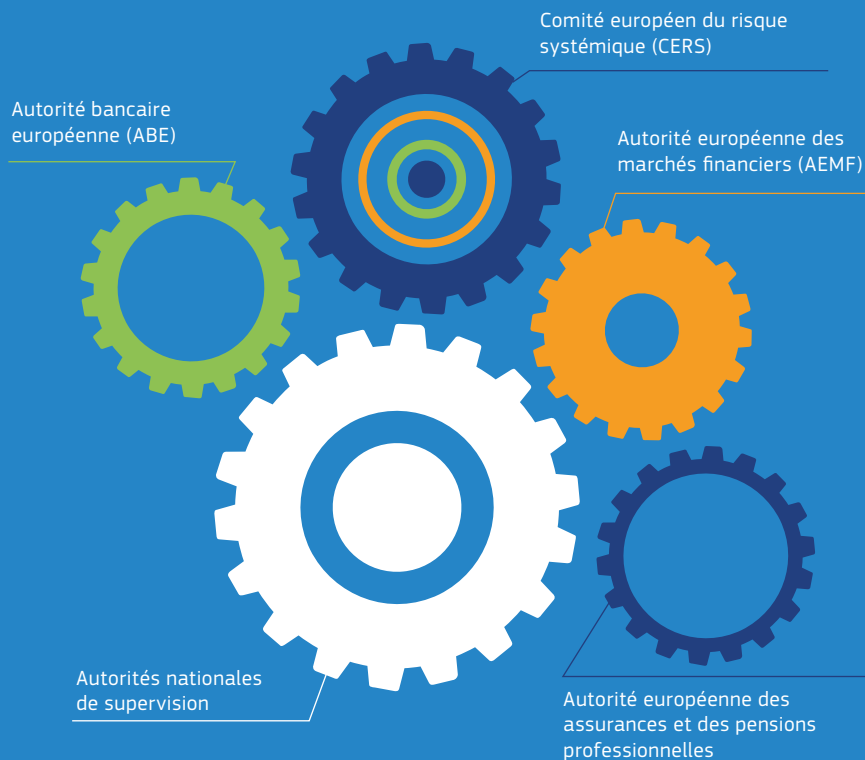 Comité européen du risque
systémique (CERS)
Autorité bancaire
européenne (ABE)
Autorité européenne des
marchés financiers (AEMF)
Autorités nationales
de supervision
Autorité européenne des
assurances et des pensions
professionnelles